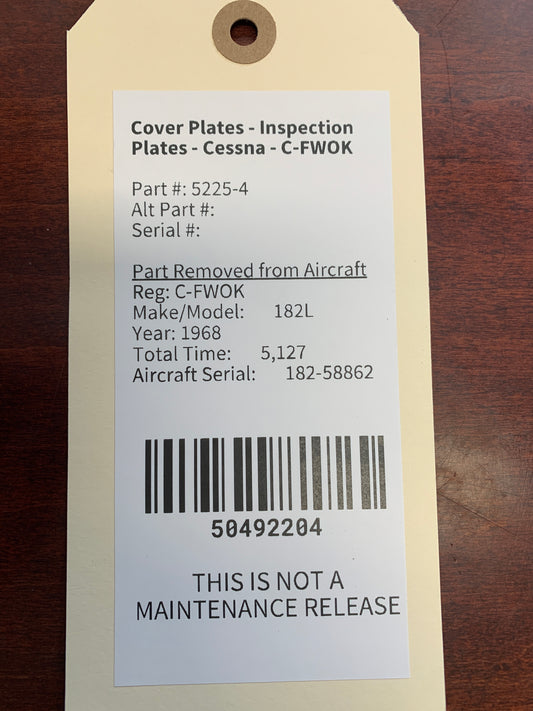 Cover Plates - Inspection
Plates - Cessna - C-FWOK
Part #: 5225-4
Alt Part #:
Serial #:
Part Removed from Aircraft
Reg: C-FWOK
Make/Model: 182L
Year: 1968
Total Time: 5,127
Aircraft Serial: 182-58862
50492204
THIS IS NOT A
MAINTENANCE RELEASE